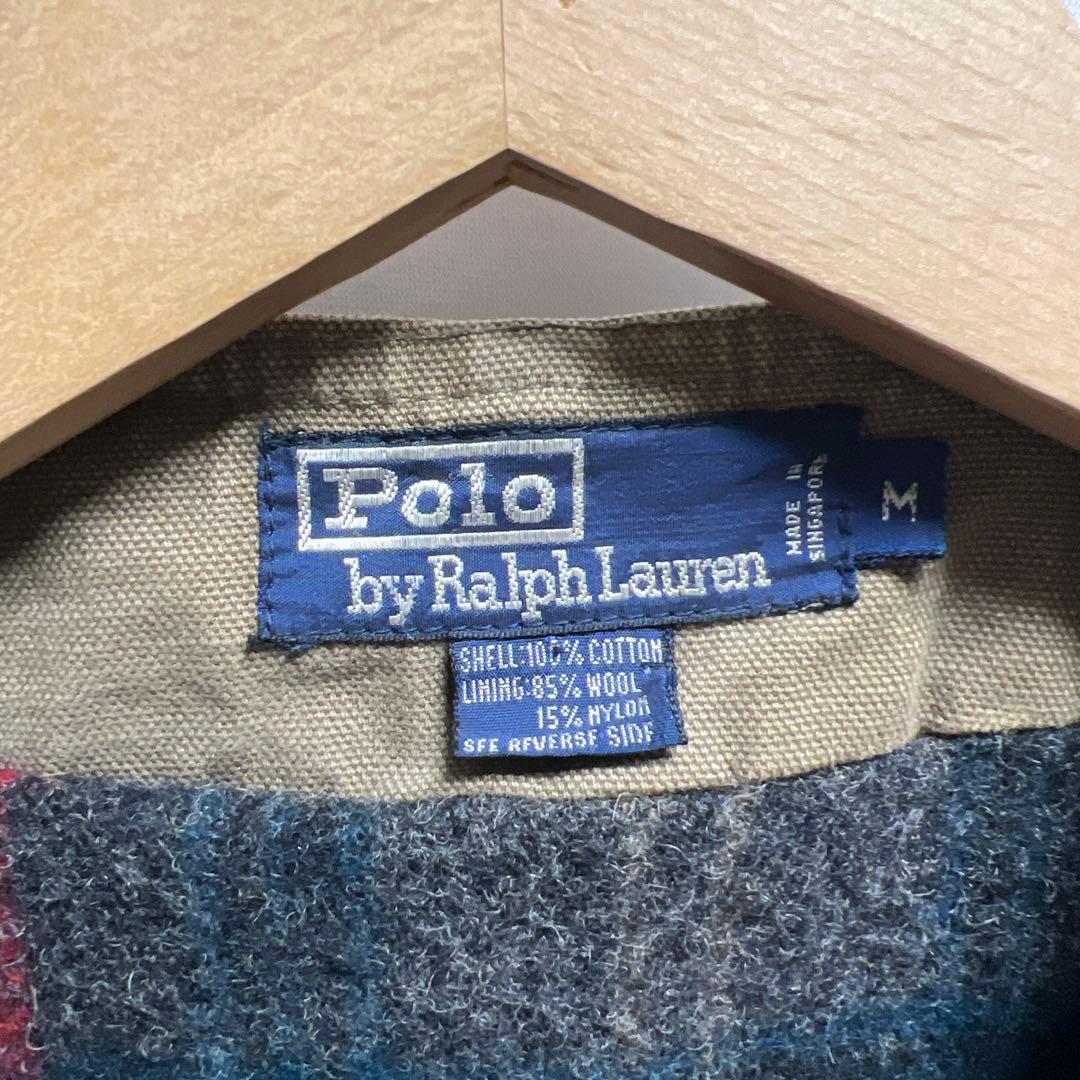 Polo
by Ralph Lauren
MADE IN
SINGAPORE
M
SHELL:100% COTTON
LINING:85% WOOL
15% NYLON
SEE REVERSE SIDE